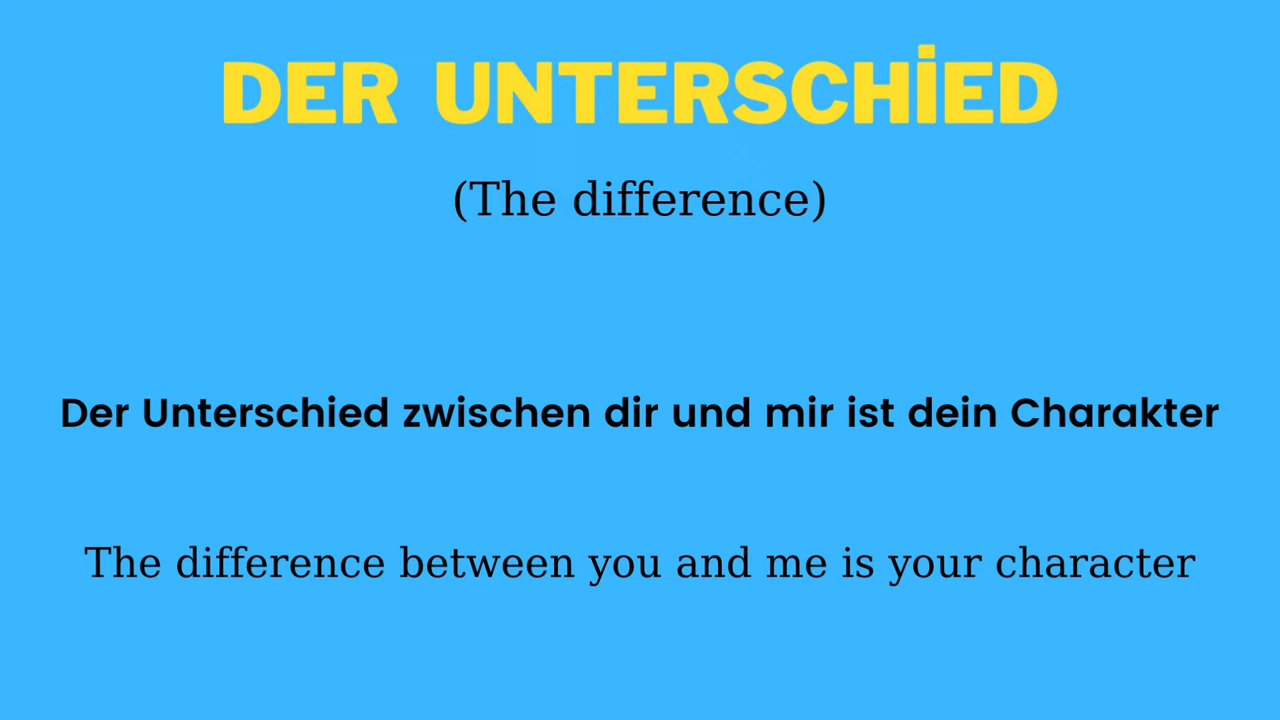 DER UNTERSCHİED
(The difference)
Der Unterschied zwischen dir und mir ist dein Charakter
The difference between you and me is your character